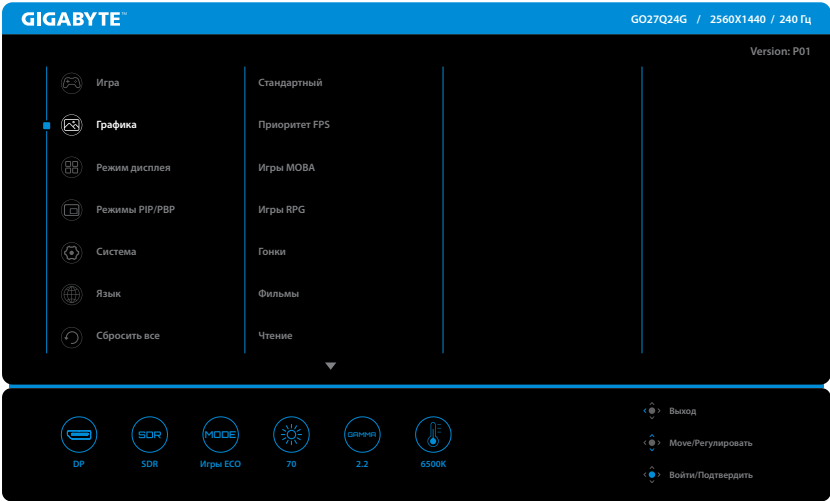 GIGABYTE™
GO27Q24G / 2560X1440 / 240 Гц
Version: P01
Игра
Стандартный
Графика
Приоритет FPS
Режим дисплея
Игры MOBA
Режимы PIP/PBP
Игры RPG
Система
Гонки
Язык
Фильмы
Сбросить все
Чтение
Выход
SDR MODE GAMMA
Move/Регулировать
DP SDR Игры ECO 70 2.2 6500K
Войти/Подтвердить